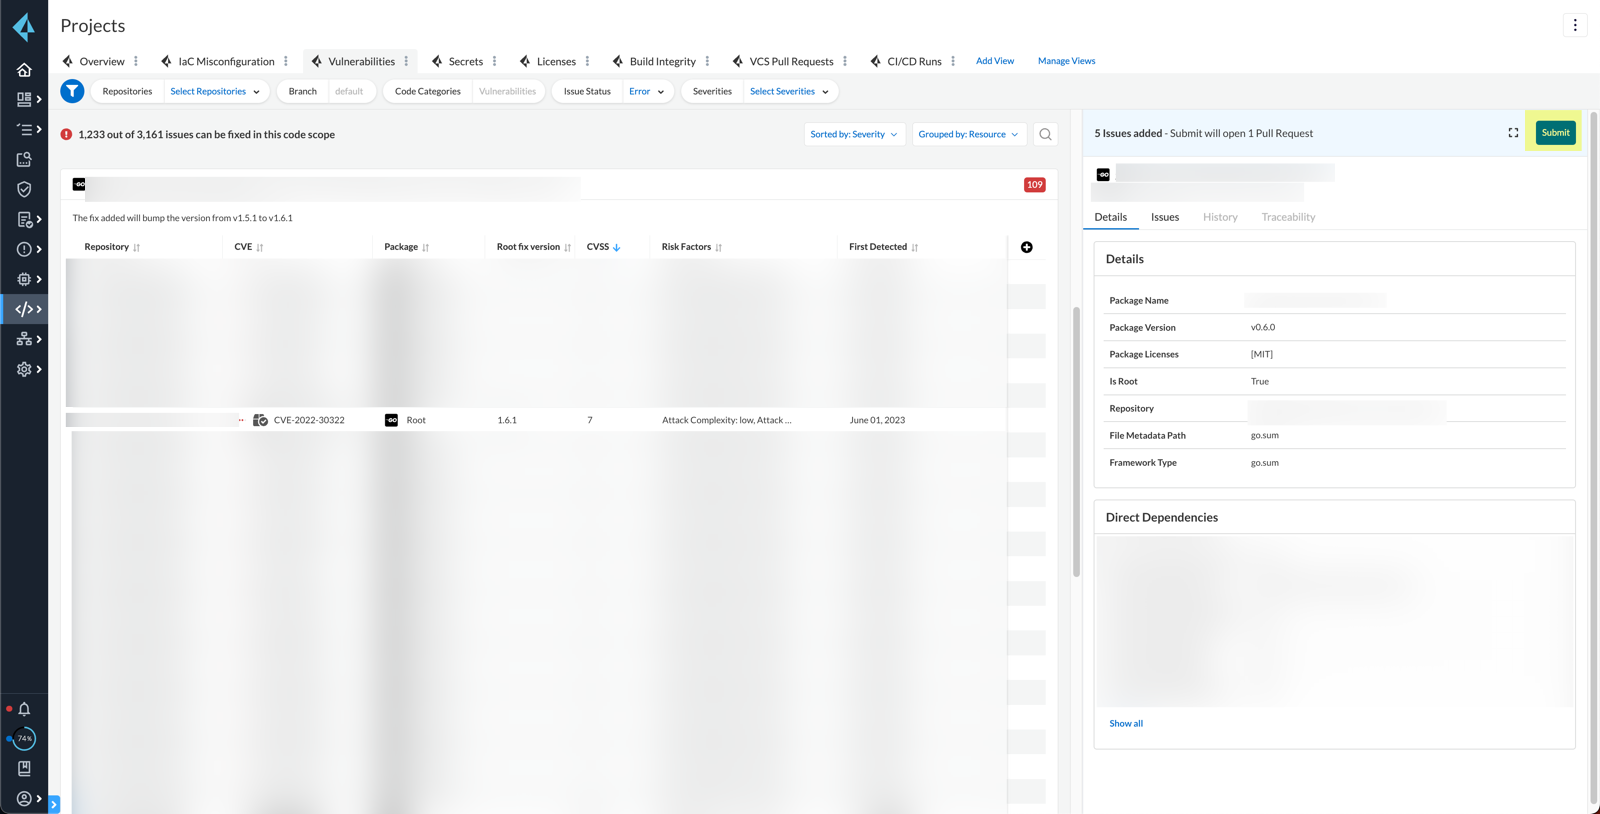 Projects
Overview
IaC Misconfiguration
Vulnerabilities
Secrets
Licenses
Build Integrity
VCS Pull Requests
CI/CD Runs
Add View
Manage Views
Repositories
Select Repositories
Branch
default
Code Categories
Vulnerabilities
Issue Status
Error
Severities
Select Severities
1,233 out of 3,161 issues can be fixed in this code scope
Sorted by: Severity
Grouped by: Resource
GO
109
The fix added will bump the version from v1.5.1 to v1.6.1
Repository
CVE
Package
Root fix version
CVSS
Risk Factors
First Detected
CVE-2022-30322
GO
Root
1.6.1
7
Attack Complexity: low, Attack ...
June 01, 2023
5 Issues added - Submit will open 1 Pull Request
Submit
GO
Details
Issues
History
Traceability
Details
Package Name
Package Version
v0.6.0
Package Licenses
[MIT]
Is Root
True
Repository
File Metadata Path
go.sum
Framework Type
go.sum
Direct Dependencies
Show all
74%